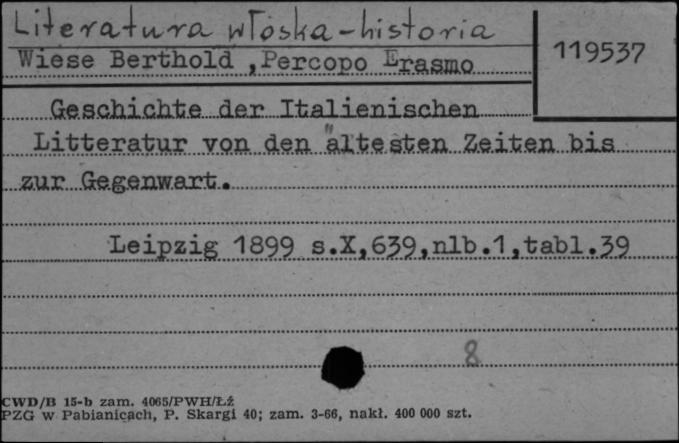 Literatura włoska-historia
119537
Wiese Berthold ,Percopo Erasmo
Geschichte der Italienischen
Litteratur von den ältesten Zeiten bis
zur Gegenwart.
Leipzig 1899 s.X,639,nlb.1,tabl.39
8
CWD/B 15-b zam. 4065/PWH/Łź
PZG w Pabianicach, P. Skargi 40; zam. 3-66, nakł. 400 000 szt.